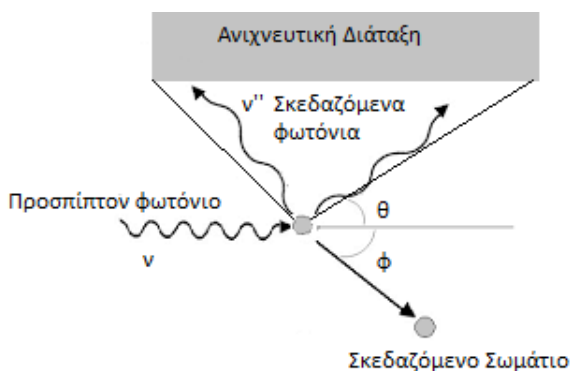 Ανιχνευτική Διάταξη
ν'' Σκεδαζόμενα
φωτόνια
Προσπίπτον φωτόνιο
θ
ν
φ
Σκεδαζόμενο Σωμάτιο